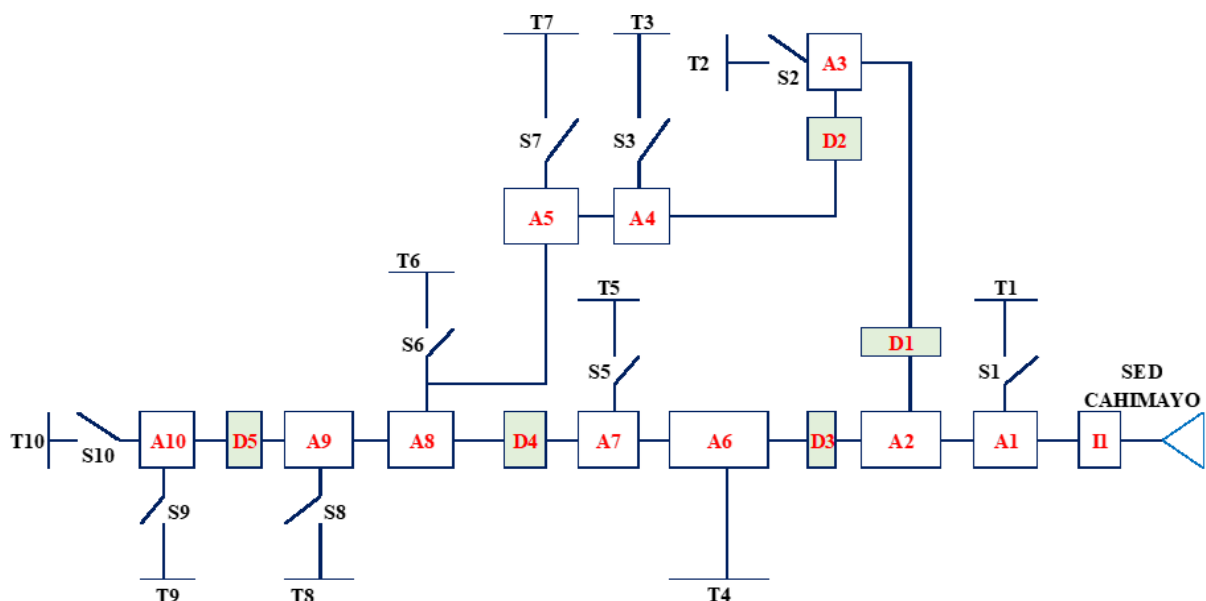 T7
T3
T2
S2
A3
S7
S3
D2
A5
A4
T6
T5
T1
S6
S5
D1
S1
SED
CAHIMAYO
T10
S10
A10
D5
A9
A8
D4
A7
A6
D3
A2
A1
I1
S9
S8
T9
T8
T4